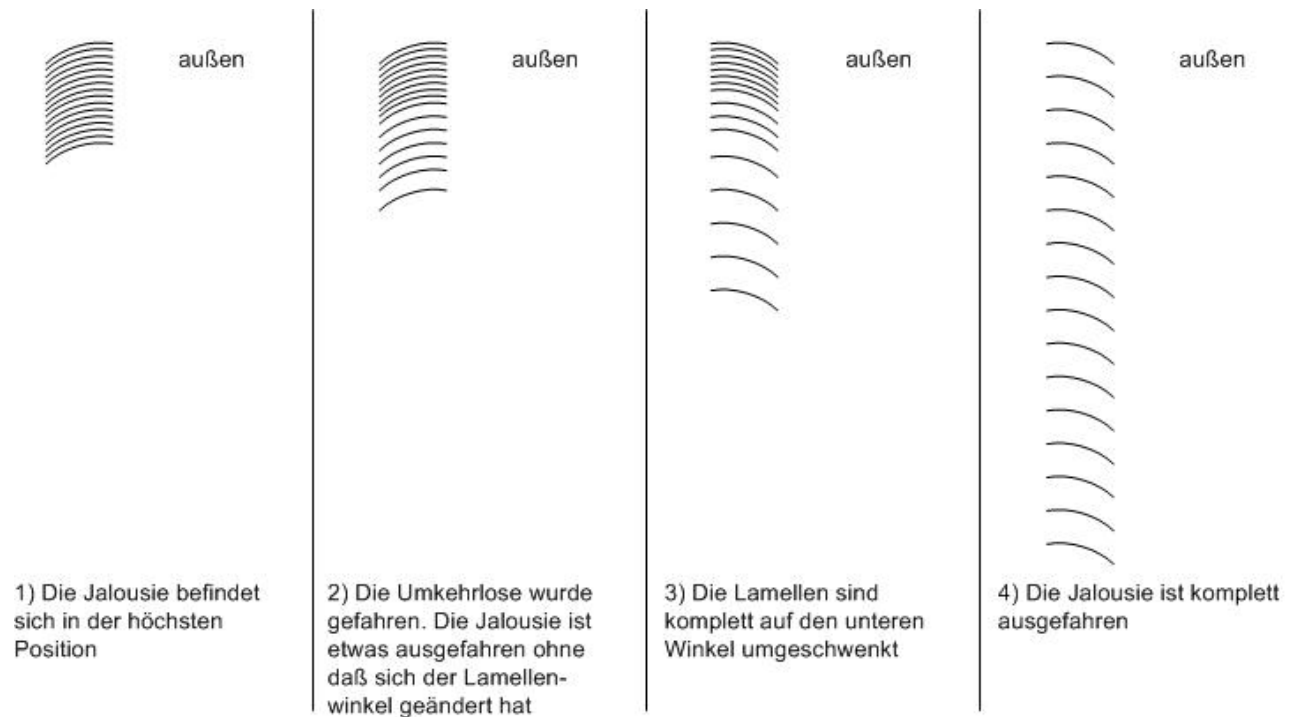 außen
außen
außen
außen
1) Die Jalousie befindet
sich in der höchsten
Position
2) Die Umkehrlose wurde
gefahren. Die Jalousie ist
etwas ausgefahren ohne
daß sich der Lamellen-
winkel geändert hat
3) Die Lamellen sind
komplett auf den unteren
Winkel umgeschwenkt
4) Die Jalousie ist komplett
ausgefahren